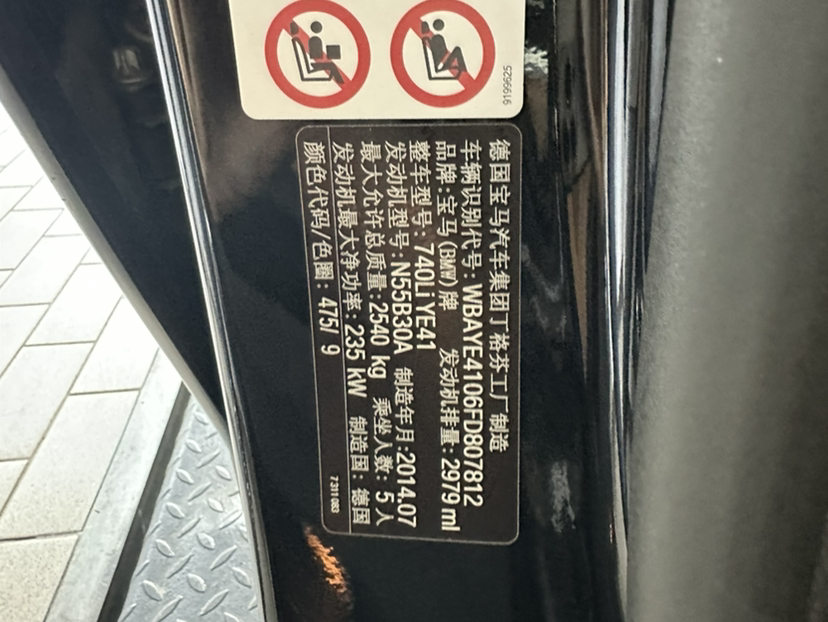 9199625
德国宝马汽车集团丁格芬工厂 制造
车辆识别代号: WBAYE4106FD807812
品牌:宝马(BMW)牌 发动机排量: 2979 ml
整车型号: 740Li YE41
发动机型号: N55B30A 制造年月:2014.07
最大允许总质量: 2540 kg 乘坐人数: 5 人
发动机最大净功率: 235 kW 制造国: 德国
颜色代码/色圈: 475/ 9
7 311 083